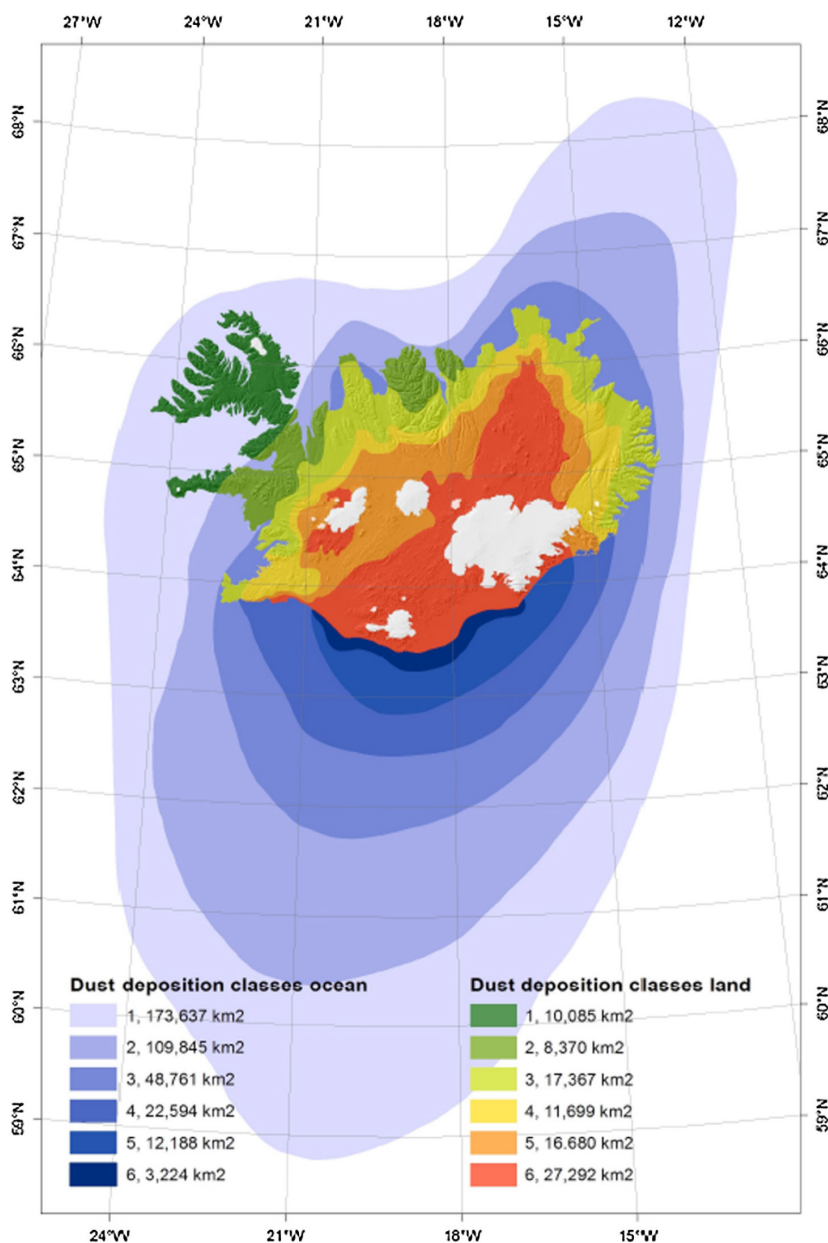 27°W 24°W 21°W 18°W 15°W 12°W
68°N 68°N
67°N 67°N
66°N 66°N
65°N 65°N
64°N 64°N
63°N 63°N
62°N 62°N
61°N 61°N
60°N 60°N
59°N 59°N
Dust deposition classes ocean
1, 173,637 km2
2, 109,845 km2
3, 48,761 km2
4, 22,594 km2
5, 12,188 km2
6, 3,224 km2
Dust deposition classes land
1, 10,085 km2
2, 8,370 km2
3, 17,367 km2
4, 11,699 km2
5, 16.680 km2
6, 27,292 km2
24°W 21°W 18°W 15°W